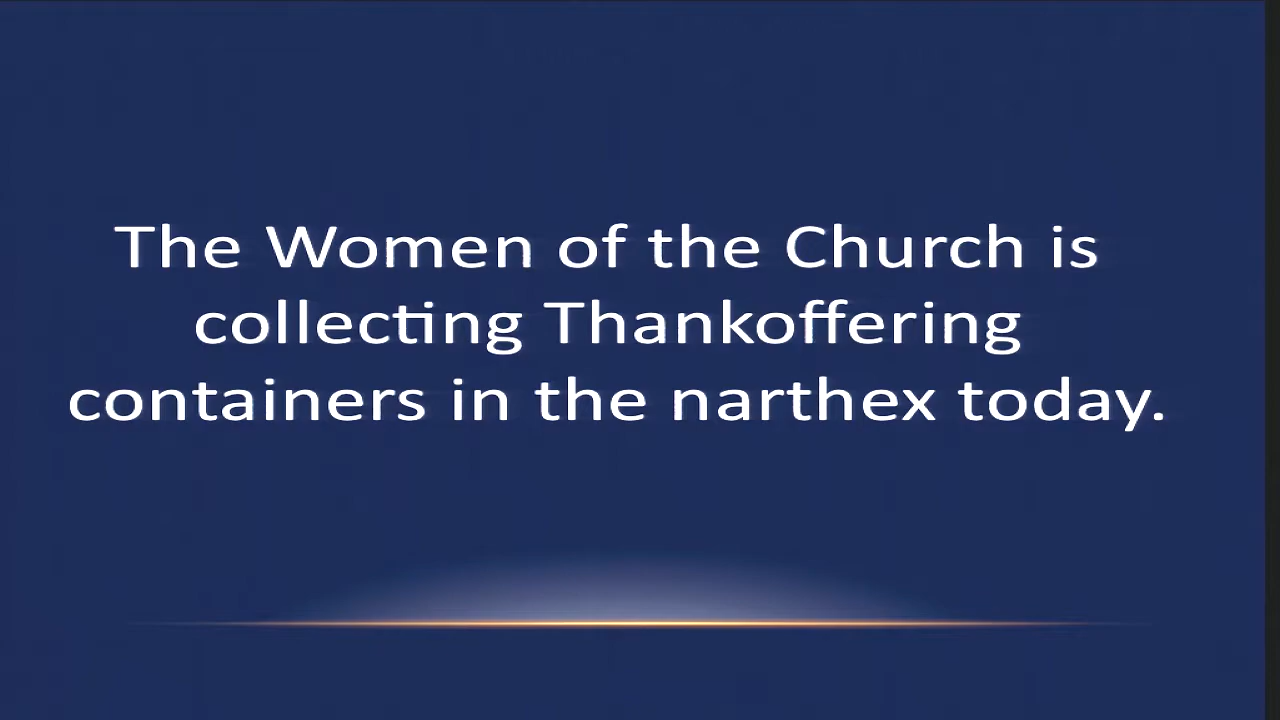 The Women of the Church is
collecting Thankoffering
containers in the narthex today.